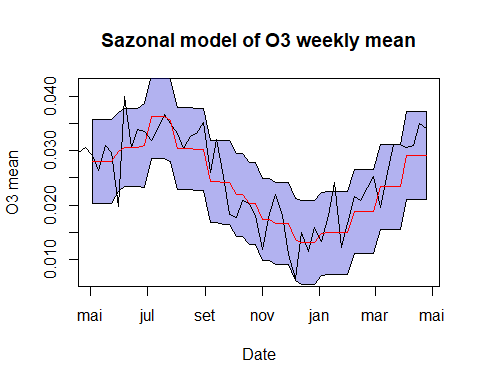 Sazonal model of O3 weekly mean
O3 mean
0.040
0.030
0.020
0.010
mai jul set nov jan mar mai
Date